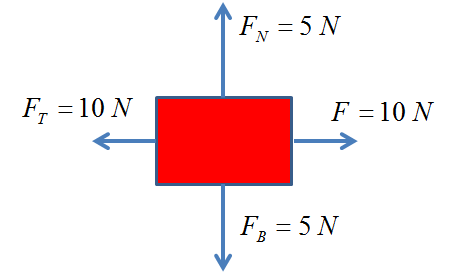 F_N = 5 N
F_T = 10 N
F = 10 N
F_B = 5 N